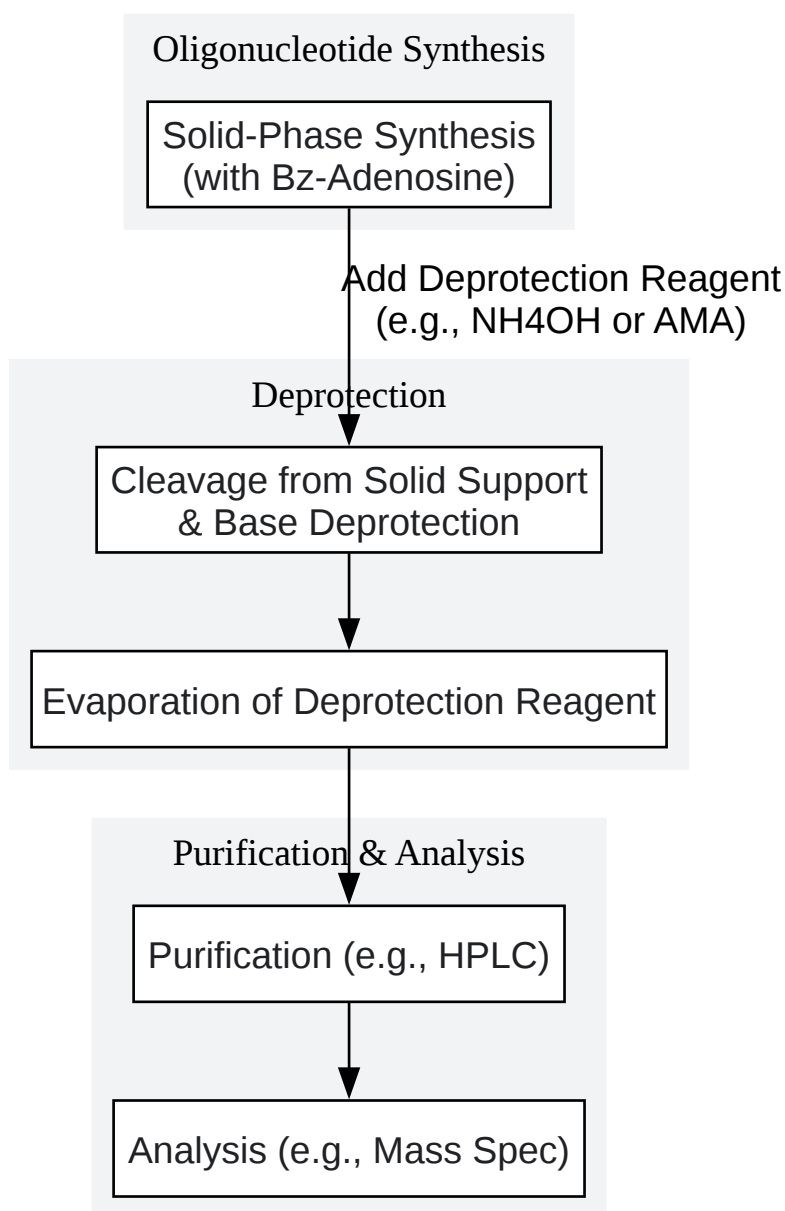 Oligonucleotide Synthesis
Solid-Phase Synthesis
(with Bz-Adenosine)
Add Deprotection Reagent
(e.g., NH4OH or AMA)
Deprotection
Cleavage from Solid Support
& Base Deprotection
Evaporation of Deprotection Reagent
Purification & Analysis
Purification (e.g., HPLC)
Analysis (e.g., Mass Spec)